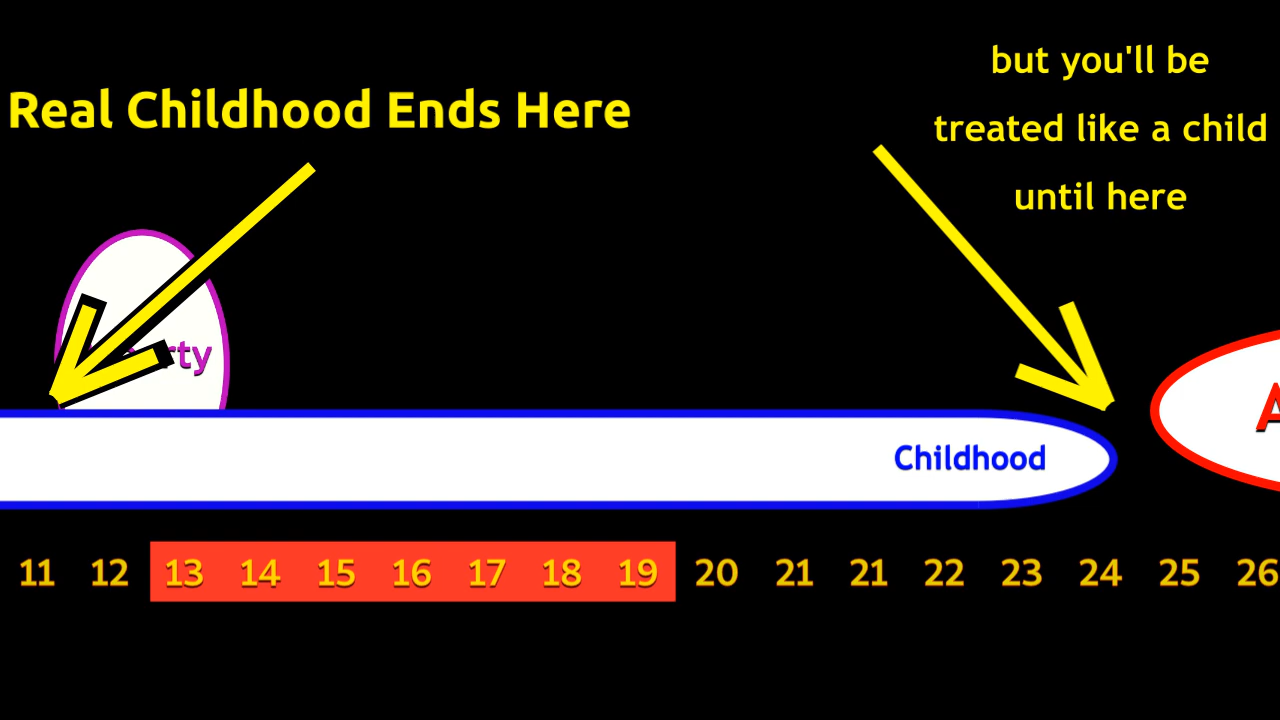 but you'll be
treated like a child
until here
Real Childhood Ends Here
Childhood
11 12 13 14 15 16 17 18 19 20 21 21 22 23 24 25 26